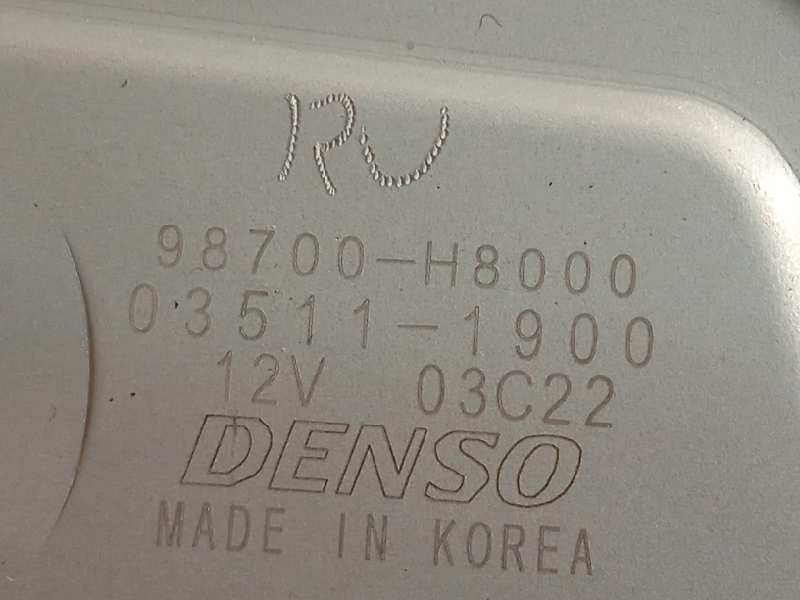 RU
98700-H8000
03511-1900
12V 03C22
DENSO
MADE IN KOREA